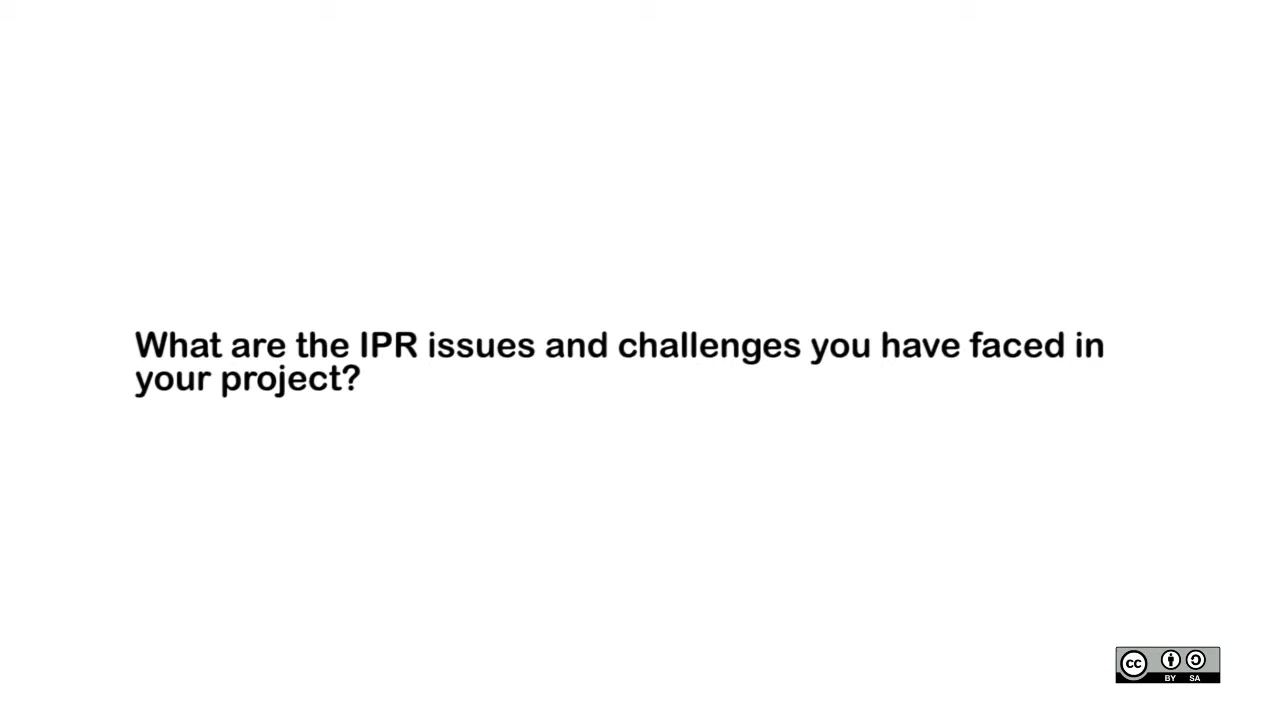 What are the IPR issues and challenges you have faced in
your project?
cc
BY SA